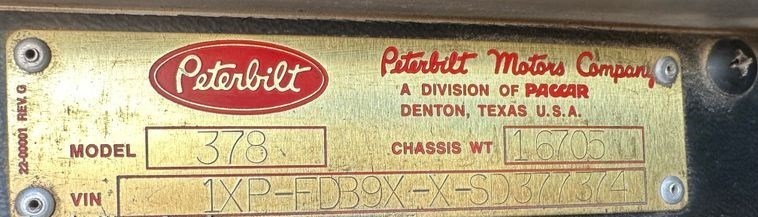 Peterbilt
Peterbilt Motors Company
A DIVISION OF PACCAR
DENTON, TEXAS U.S.A.
22-00001 REV. G
MODEL 378 CHASSIS WT 16705
VIN 1XP-FDB9X-X-SD377374